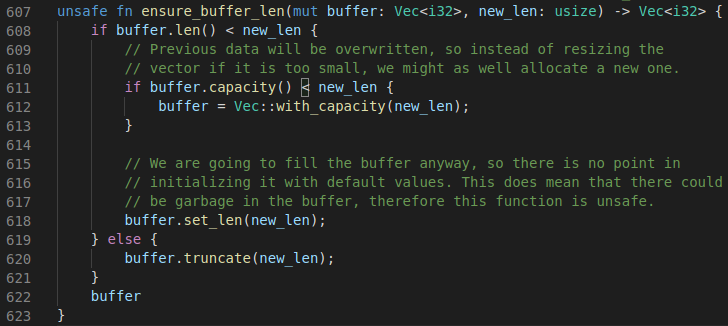 607 unsafe fn ensure_buffer_len(mut buffer: Vec<i32>, new_len: usize) -> Vec<i32> {
608     if buffer.len() < new_len {
609         // Previous data will be overwritten, so instead of resizing the
610         // vector if it is too small, we might as well allocate a new one.
611         if buffer.capacity() < new_len {
612             buffer = Vec::with_capacity(new_len);
613         }
614
615         // We are going to fill the buffer anyway, so there is no point in
616         // initializing it with default values. This does mean that there could
617         // be garbage in the buffer, therefore this function is unsafe.
618         buffer.set_len(new_len);
619     } else {
620         buffer.truncate(new_len);
621     }
622     buffer
623 }